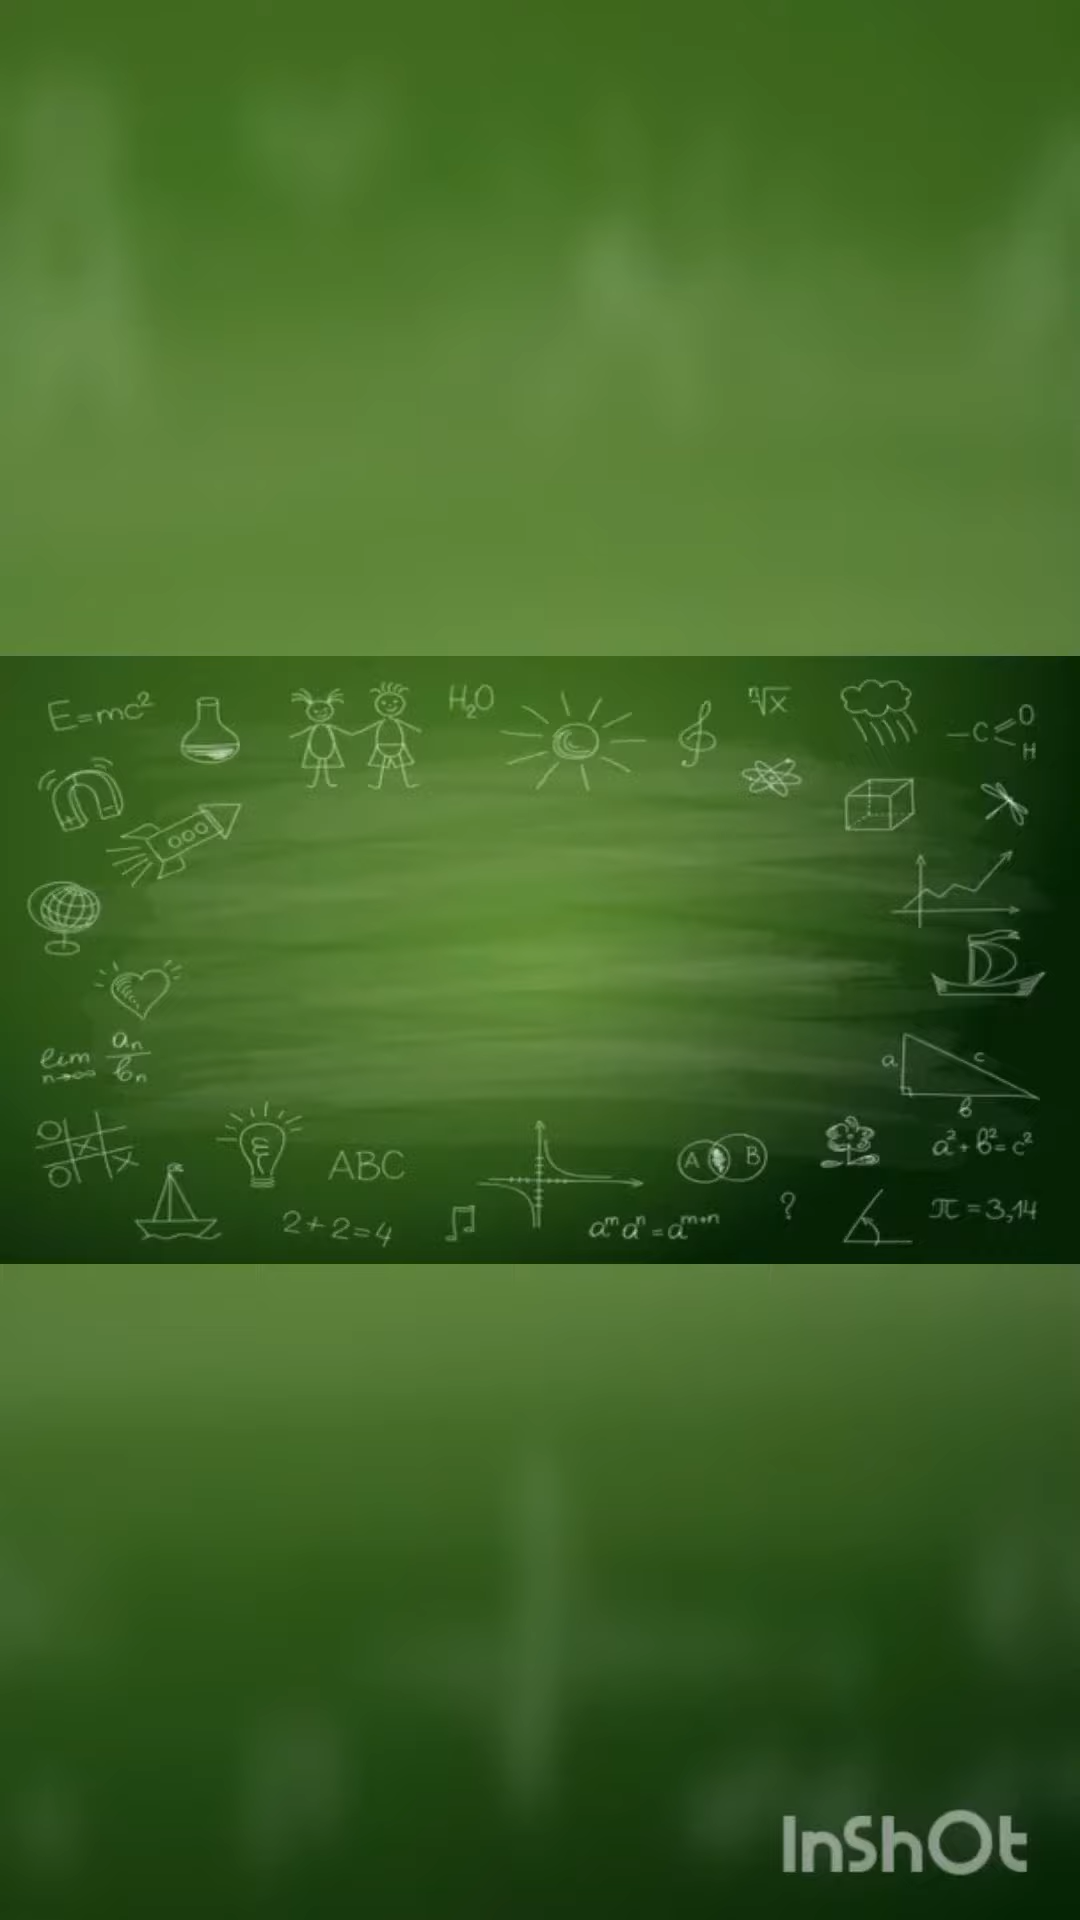 E=mc²
H₂O
ⁿ√x
-C
O
H
lim n→∞ aₙ/bₙ
a
c
b
a²+b²=c²
ABC
A B
2+2=4
aᵐaⁿ=aᵐ⁺ⁿ
?
π=3,14
InShOt